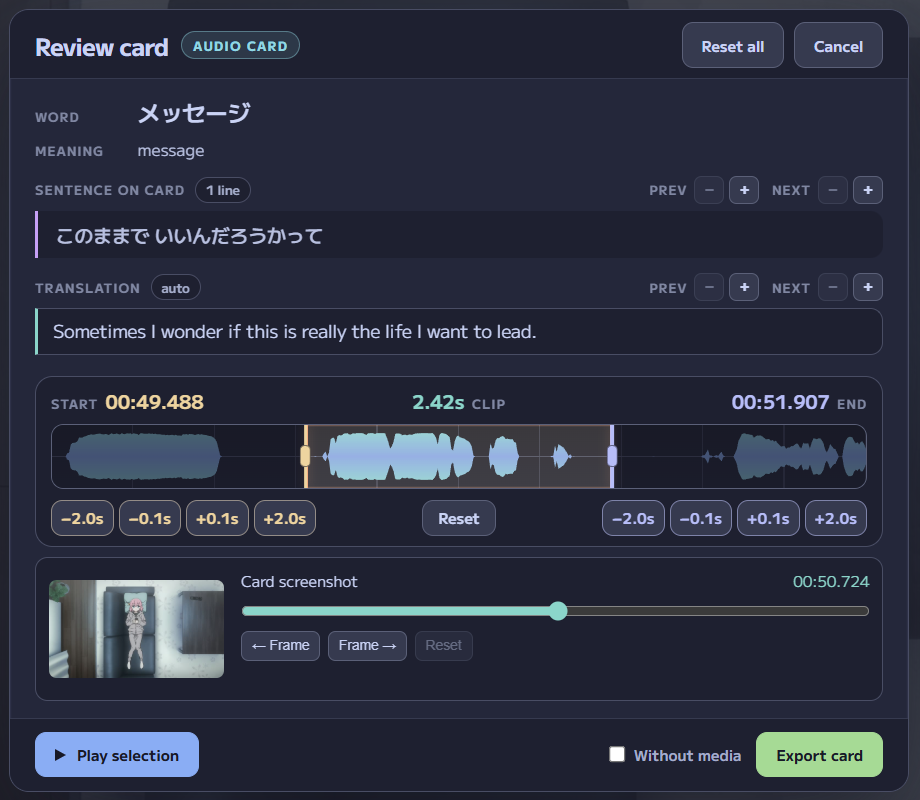 Review card AUDIO CARD Reset all Cancel
WORD メッセージ
MEANING message
SENTENCE ON CARD 1 line PREV − + NEXT − +
このままで いいんだろうかって
TRANSLATION auto PREV − + NEXT − +
Sometimes I wonder if this is really the life I want to lead.
START 00:49.488 2.42s CLIP 00:51.907 END
−2.0s −0.1s +0.1s +2.0s Reset −2.0s −0.1s +0.1s +2.0s
Card screenshot 00:50.724
← Frame Frame → Reset
▶ Play selection Without media Export card